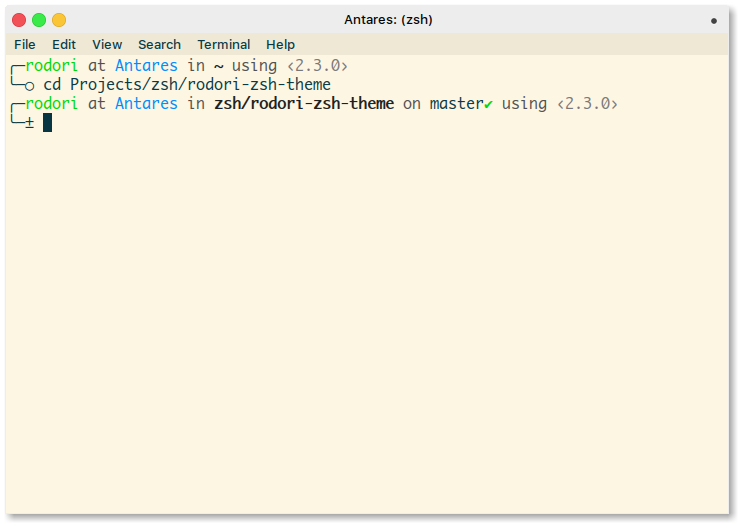 Antares: (zsh)
File Edit View Search Terminal Help
╭─rodori at Antares in ~ using ‹2.3.0›
╰─○ cd Projects/zsh/rodori-zsh-theme
╭─rodori at Antares in zsh/rodori-zsh-theme on master✔ using ‹2.3.0›
╰─±